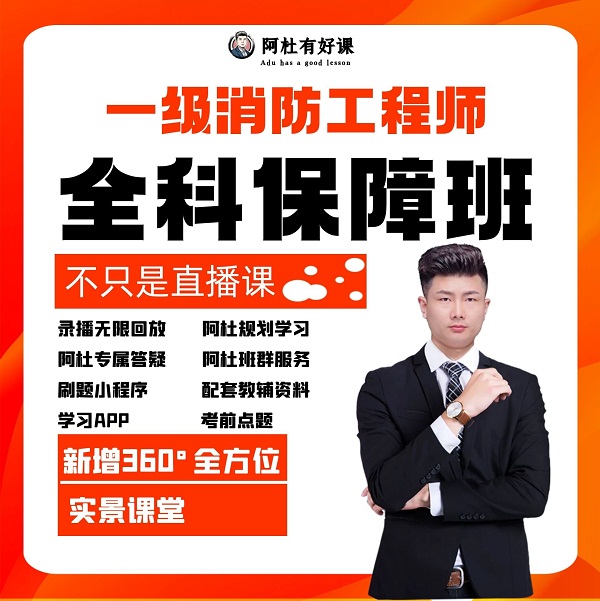 阿杜有好课
Adu has a good lesson
一级消防工程师
全科保障班
不只是直播课
录播无限回放 阿杜规划学习
阿杜专属答疑 阿杜班群服务
刷题小程序 配套教辅资料
学习APP 考前点题
新增360°全方位
实景课堂